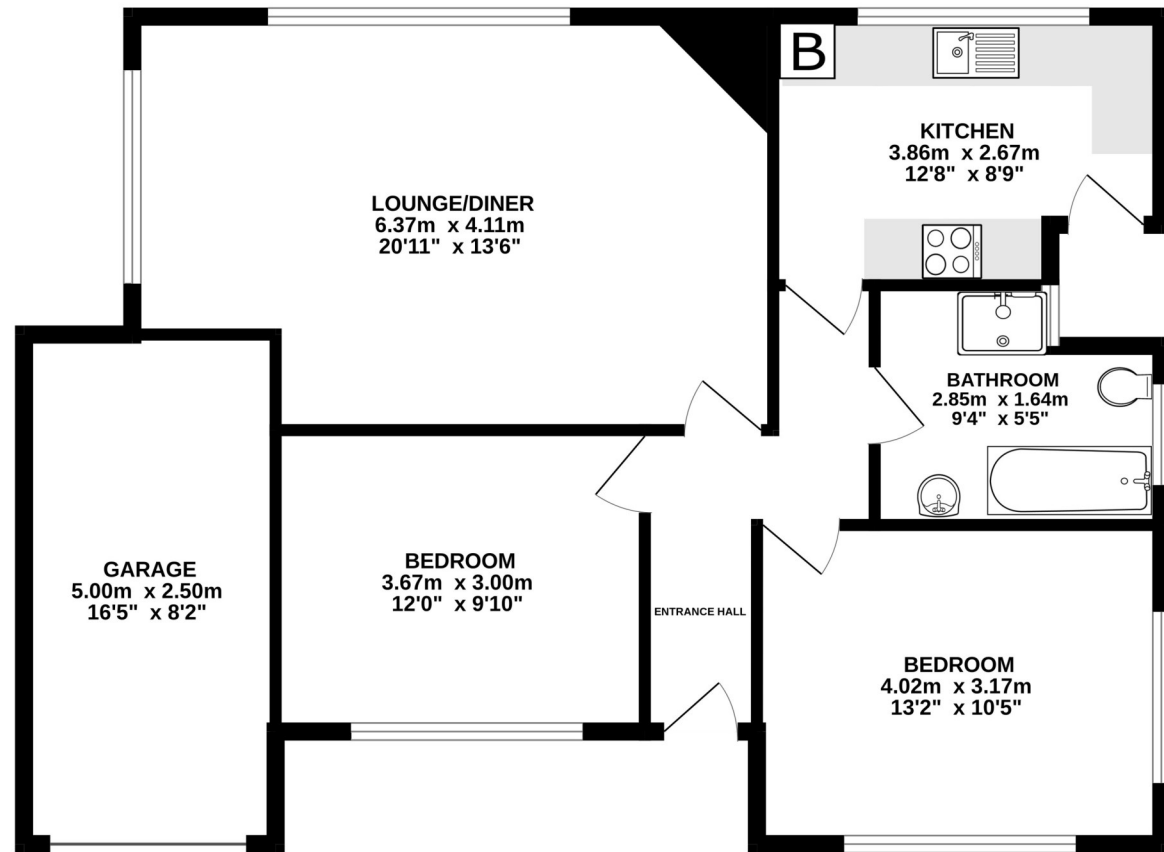 B
KITCHEN
3.86m x 2.67m
12'8" x 8'9"
LOUNGE/DINER
6.37m x 4.11m
20'11" x 13'6"
BATHROOM
2.85m x 1.64m
9'4" x 5'5"
GARAGE
5.00m x 2.50m
16'5" x 8'2"
BEDROOM
3.67m x 3.00m
12'0" x 9'10"
ENTRANCE HALL
BEDROOM
4.02m x 3.17m
13'2" x 10'5"